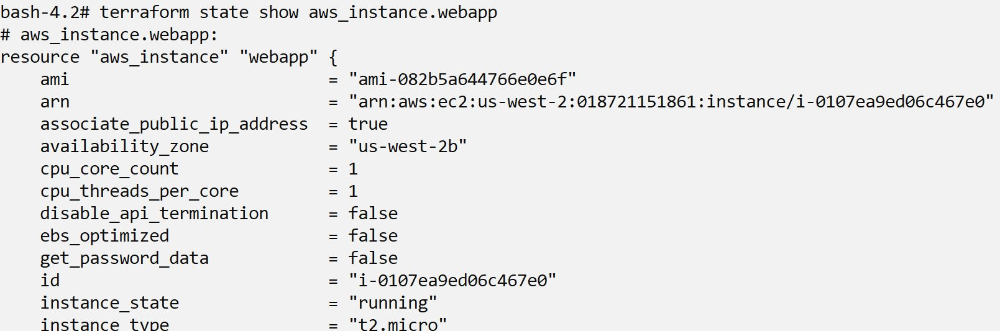 bash-4.2# terraform state show aws_instance.webapp
# aws_instance.webapp:
resource "aws_instance" "webapp" {
    ami                          = "ami-082b5a644766e0e6f"
    arn                          = "arn:aws:ec2:us-west-2:018721151861:instance/i-0107ea9ed06c467e0"
    associate_public_ip_address  = true
    availability_zone            = "us-west-2b"
    cpu_core_count               = 1
    cpu_threads_per_core         = 1
    disable_api_termination      = false
    ebs_optimized                = false
    get_password_data            = false
    id                           = "i-0107ea9ed06c467e0"
    instance_state               = "running"
    instance_type                = "t2.micro"